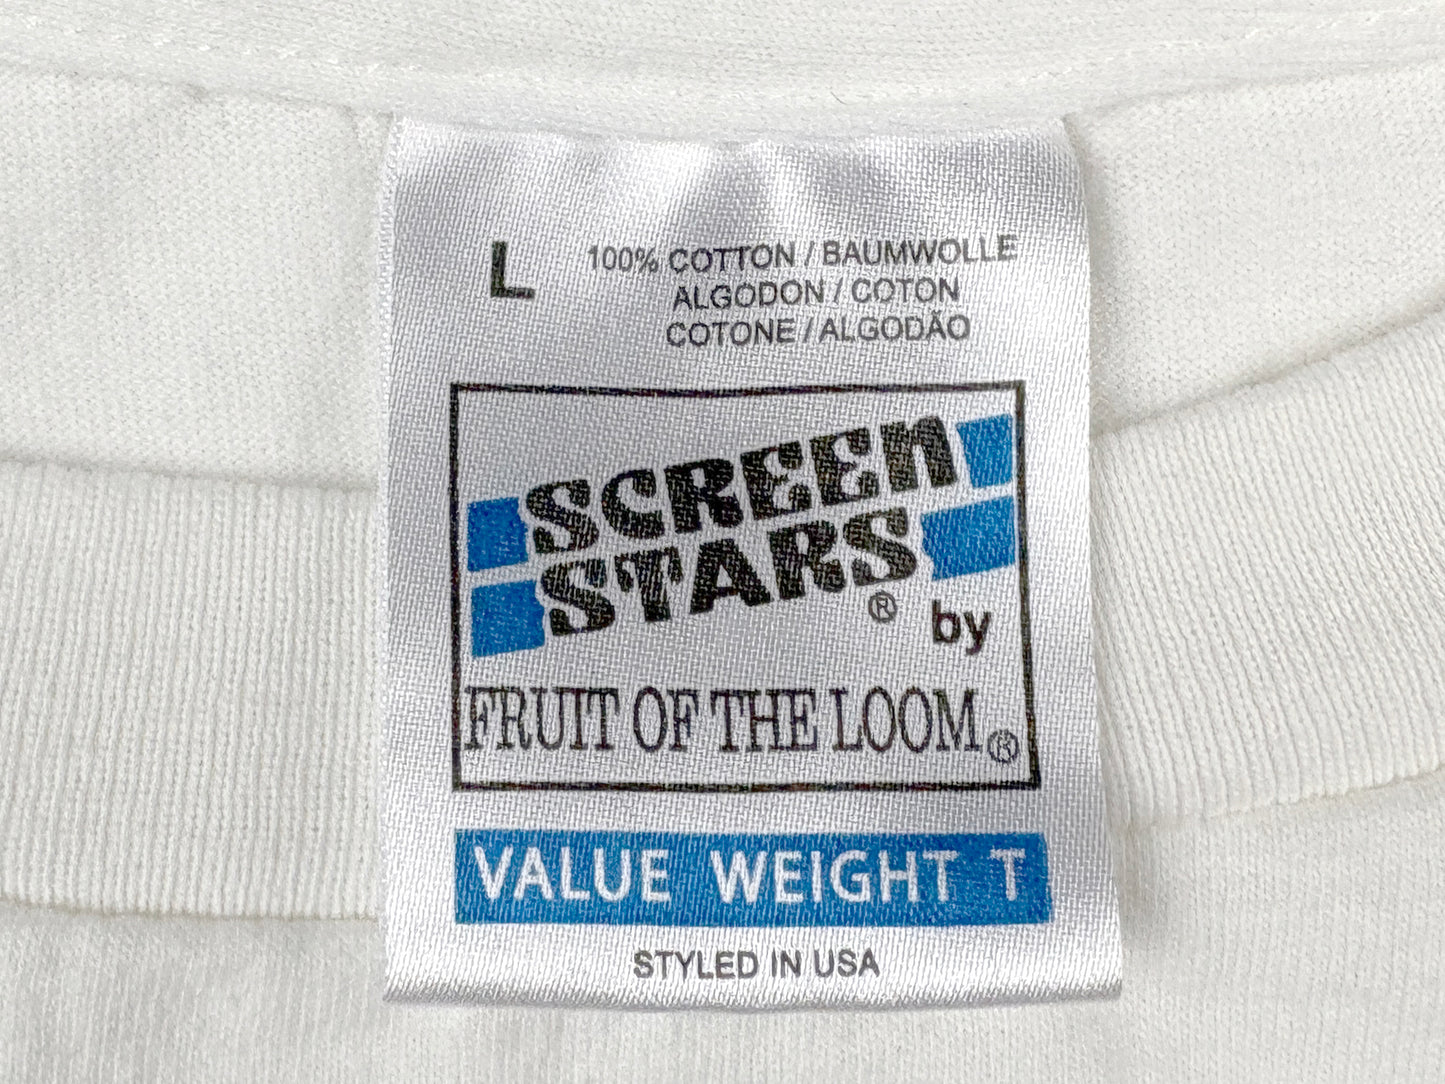 L
100% COTTON / BAUMWOLLE
ALGODON / COTON
COTONE / ALGODÃO
SCREEN
STARS® by
FRUIT OF THE LOOM®
VALUE WEIGHT T
STYLED IN USA